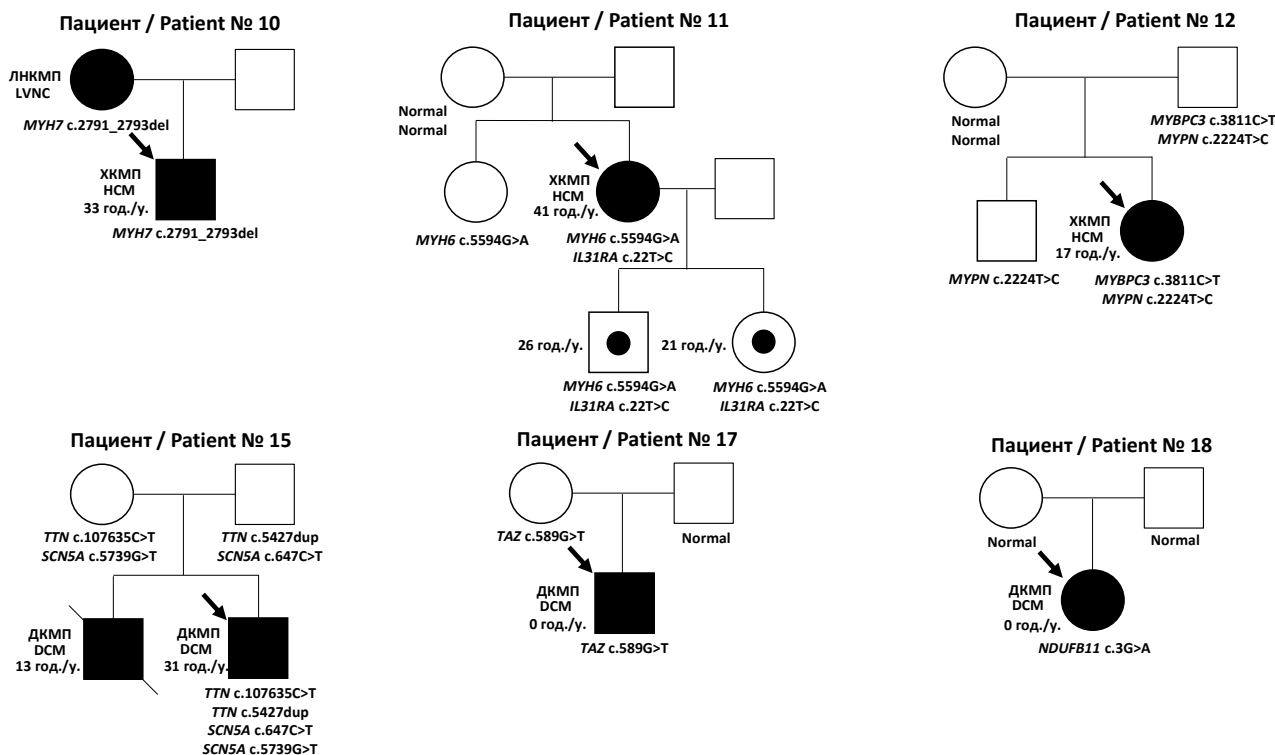 Пациент / Patient № 10
ЛНКМП
LVNC
MYH7 c.2791_2793del
ХКМП
HCM
33 год./y.
MYH7 c.2791_2793del
Пациент / Patient № 11
Normal
Normal
MYH6 c.5594G>A
ХКМП
HCM
41 год./y.
MYH6 c.5594G>A
IL31RA c.22T>C
26 год./y.
MYH6 c.5594G>A
IL31RA c.22T>C
21 год./y.
MYH6 c.5594G>A
IL31RA c.22T>C
Пациент / Patient № 12
Normal
Normal
MYBPC3 c.3811C>T
MYPN c.2224T>C
MYPN c.2224T>C
ХКМП
HCM
17 год./y.
MYBPC3 c.3811C>T
MYPN c.2224T>C
Пациент / Patient № 15
TTN c.107635C>T
SCN5A c.5739G>T
TTN c.5427dup
SCN5A c.647C>T
ДКМП
DCM
13 год./y.
ДКМП
DCM
31 год./y.
TTN c.107635C>T
TTN c.5427dup
SCN5A c.647C>T
SCN5A c.5739G>T
Пациент / Patient № 17
TAZ c.589G>T
Normal
ДКМП
DCM
0 год./y.
TAZ c.589G>T
Пациент / Patient № 18
Normal
Normal
ДКМП
DCM
0 год./y.
NDUFB11 c.3G>A